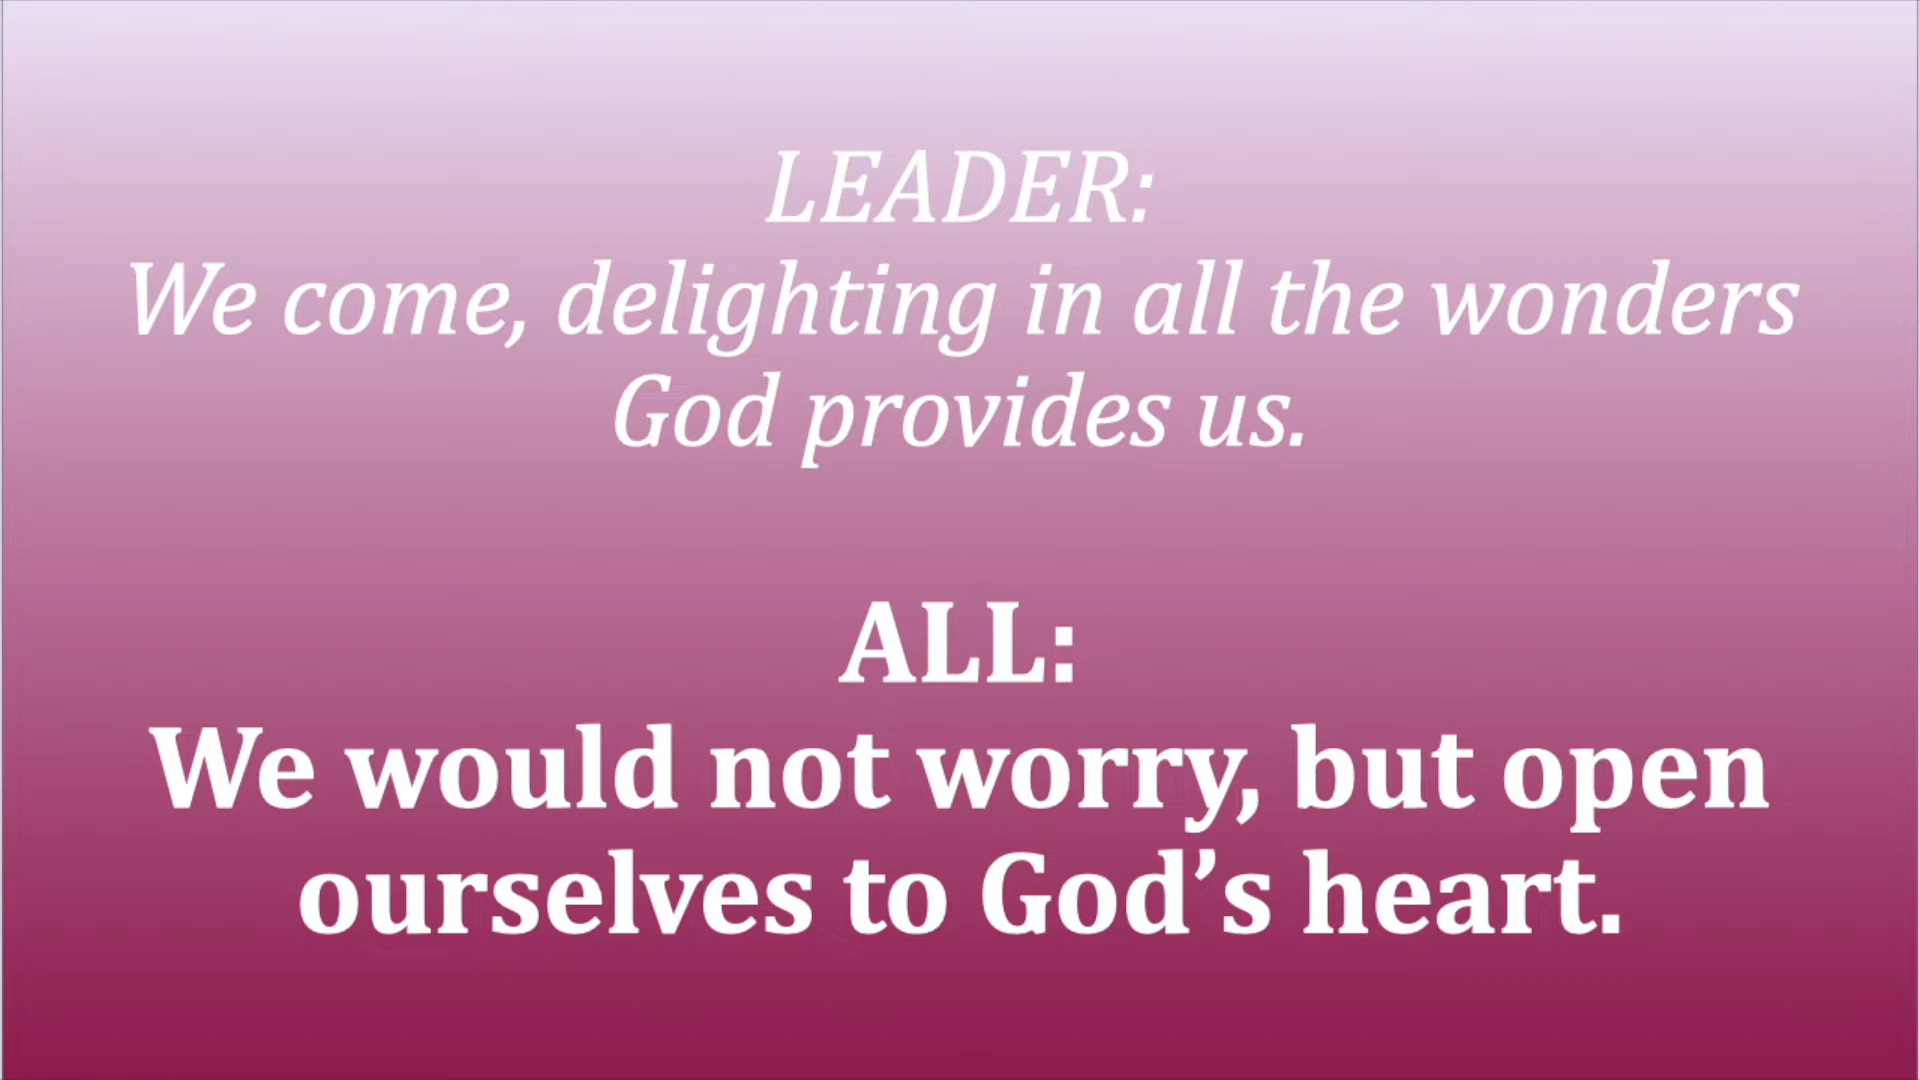 LEADER:
We come, delighting in all the wonders
God provides us.
ALL:
We would not worry, but open
ourselves to God’s heart.